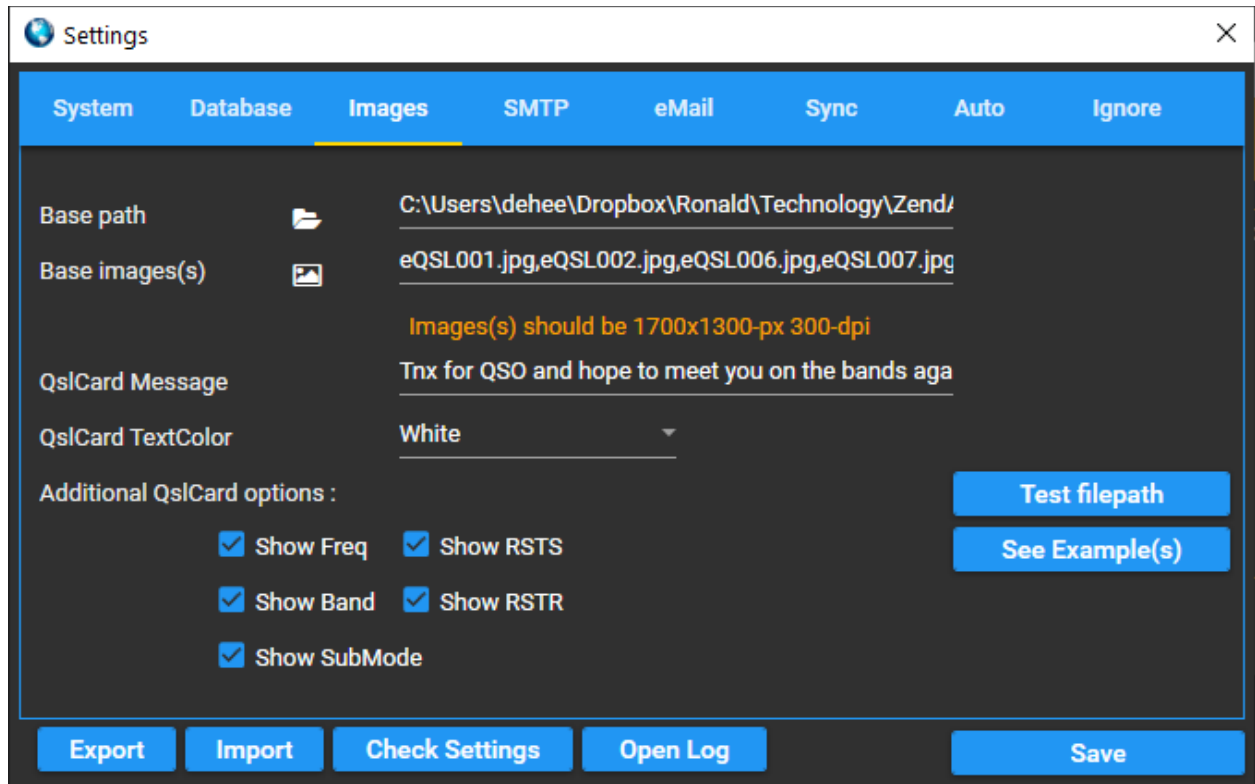 Settings
System Database Images SMTP eMail Sync Auto Ignore
Base path C:\Users\dehee\Dropbox\Ronald\Technology\ZendA
Base images(s) eQSL001.jpg,eQSL002.jpg,eQSL006.jpg,eQSL007.jpg
Images(s) should be 1700x1300-px 300-dpi
QslCard Message Tnx for QSO and hope to meet you on the bands aga
QslCard TextColor White
Additional QslCard options :
Test filepath
Show Freq Show RSTS
See Example(s)
Show Band Show RSTR
Show SubMode
Export Import Check Settings Open Log Save